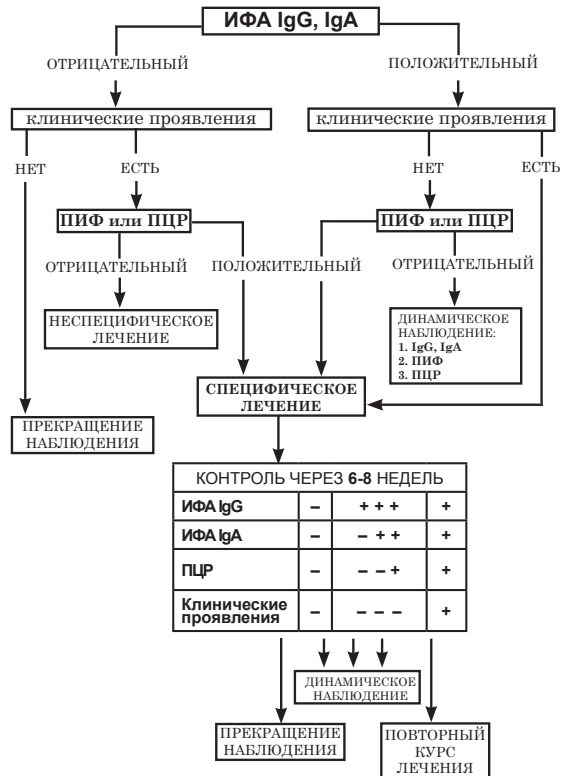 ИФА IgG, IgA
ОТРИЦАТЕЛЬНЫЙ ПОЛОЖИТЕЛЬНЫЙ
клинические проявления клинические проявления
НЕТ ЕСТЬ НЕТ ЕСТЬ
ПИФ или ПЦР ПИФ или ПЦР
ОТРИЦАТЕЛЬНЫЙ ПОЛОЖИТЕЛЬНЫЙ ОТРИЦАТЕЛЬНЫЙ
НЕСПЕЦИФИЧЕСКОЕ
ЛЕЧЕНИЕ
ДИНАМИЧЕСКОЕ
НАБЛЮДЕНИЕ:
1. IgG, IgA
2. ПИФ
3. ПЦР
СПЕЦИФИЧЕСКОЕ
ЛЕЧЕНИЕ
ПРЕКРАЩЕНИЕ
НАБЛЮДЕНИЯ
КОНТРОЛЬ ЧЕРЕЗ 6-8 НЕДЕЛЬ
ИФА IgG – + + + +
ИФА IgA – – + + +
ПЦР – – – + +
Клинические
проявления – – – – +
ДИНАМИЧЕСКОЕ
НАБЛЮДЕНИЕ
ПРЕКРАЩЕНИЕ
НАБЛЮДЕНИЯ
ПОВТОРНЫЙ
КУРС
ЛЕЧЕНИЯ